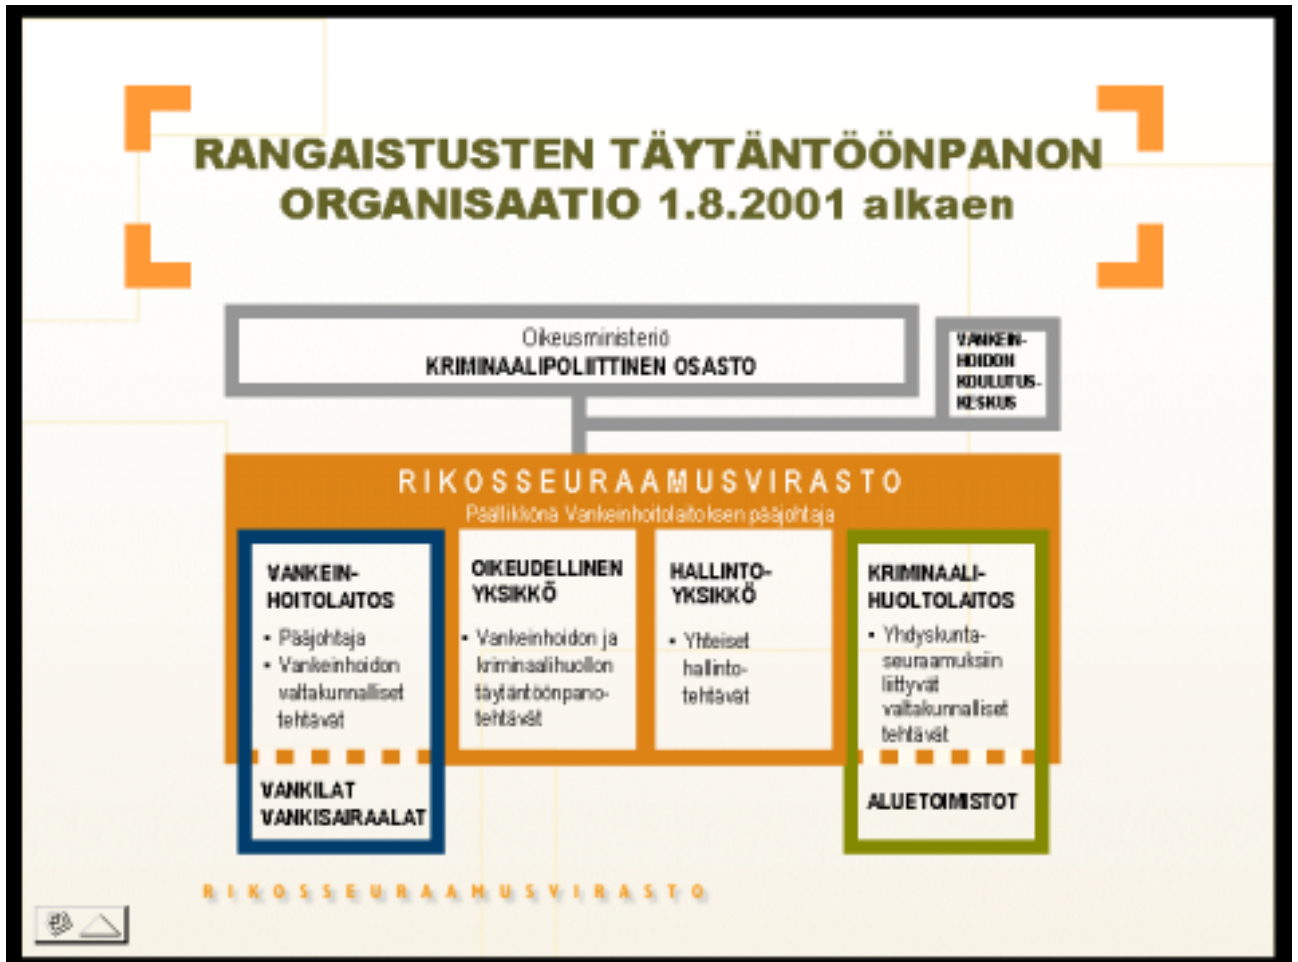 RANGAISTUSTEN TÄYTÄNTÖÖNPANON
ORGANISAATIO 1.8.2001 alkaen
Oikeusministeriö
KRIMINAALIPOLIITTINEN OSASTO
VANKEIN-
HOIDON
KOULUTUS-
KESKUS
RIKOSSEURAAMUSVIRASTO
Päällikkönä Vankeinhoitolaitoksen pääjohtaja
VANKEIN-
HOITOLAITOS
• Pääjohtaja
• Vankeinhoidon
valtakunnalliset
tehtävät
VANKILAT
VANKISAIRAALAT
OIKEUDELLINEN
YKSIKKÖ
• Vankeinhoidon ja
kriminaalihuollon
täytäntöönpano-
tehtävät
HALLINTO-
YKSIKKÖ
• Yhteiset
hallinto-
tehtävät
KRIMINAALI-
HUOLTOLAITOS
• Yhdyskunta-
seuraamuksiin
liittyvät
valtakunnalliset
tehtävät
ALUETOIMISTOT
RIKOSSEURAAMUSVIRASTO